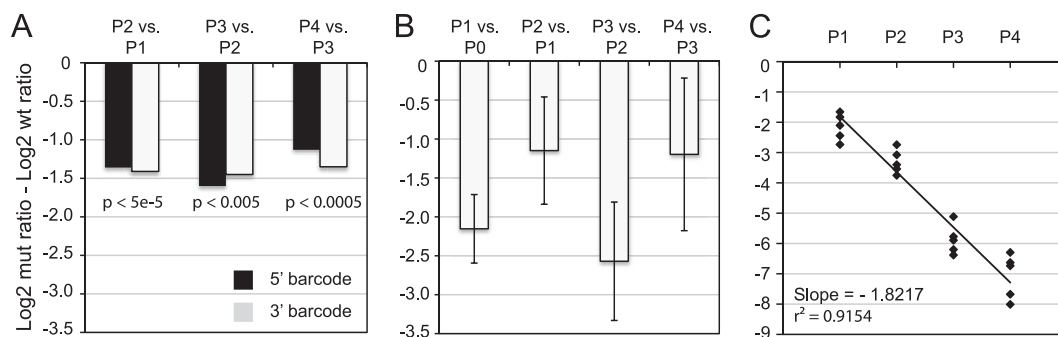 A
P2 vs. P3 vs. P4 vs.
P1 P2 P3
Log2 mut ratio - Log2 wt ratio
0
-0.5
-1.0
-1.5
-2.0
-2.5
-3.0
-3.5
p < 5e-5 p < 0.005 p < 0.0005
5' barcode
3' barcode
B
P1 vs. P2 vs. P3 vs. P4 vs.
P0 P1 P2 P3
0
-0.5
-1.0
-1.5
-2.0
-2.5
-3.0
-3.5
C
P1 P2 P3 P4
0
-1
-2
-3
-4
-5
-6
-7
-8
-9
Slope = - 1.8217
r² = 0.9154